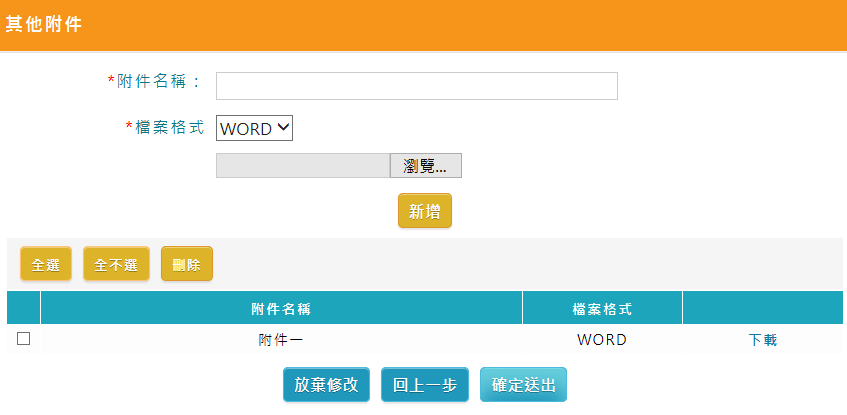 其他附件
*附件名稱：
*檔案格式 WORD
瀏覽...
新增
全選 全不選 刪除
附件名稱 檔案格式
附件一 WORD 下載
放棄修改 回上一步 確定送出